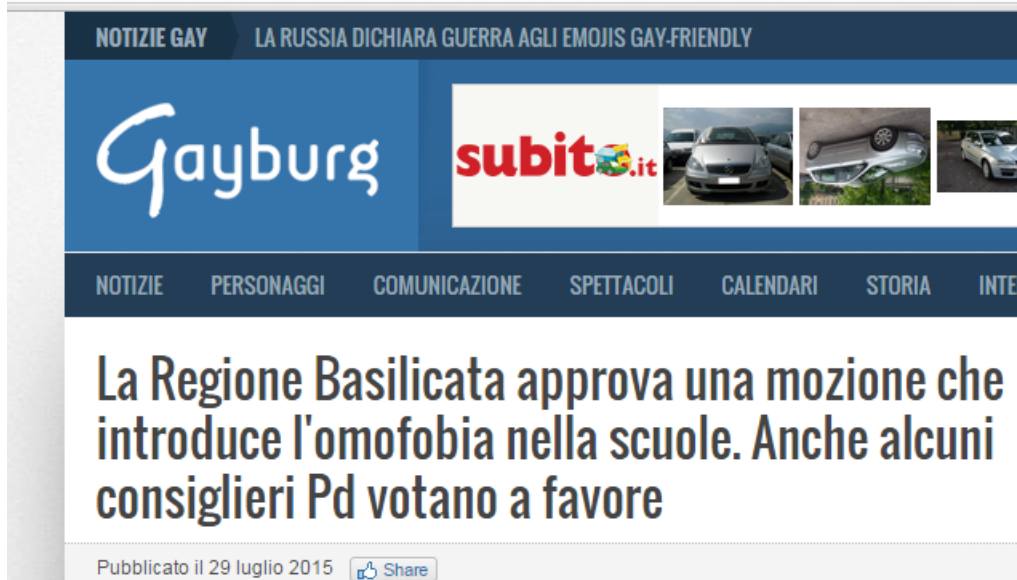 NOTIZIE GAY LA RUSSIA DICHIARA GUERRA AGLI EMOJIS GAY-FRIENDLY
Gayburg
subito.it
NOTIZIE PERSONAGGI COMUNICAZIONE SPETTACOLI CALENDARI STORIA INTE
La Regione Basilicata approva una mozione che
introduce l'omofobia nella scuole. Anche alcuni
consiglieri Pd votano a favore
Pubblicato il 29 luglio 2015 Share